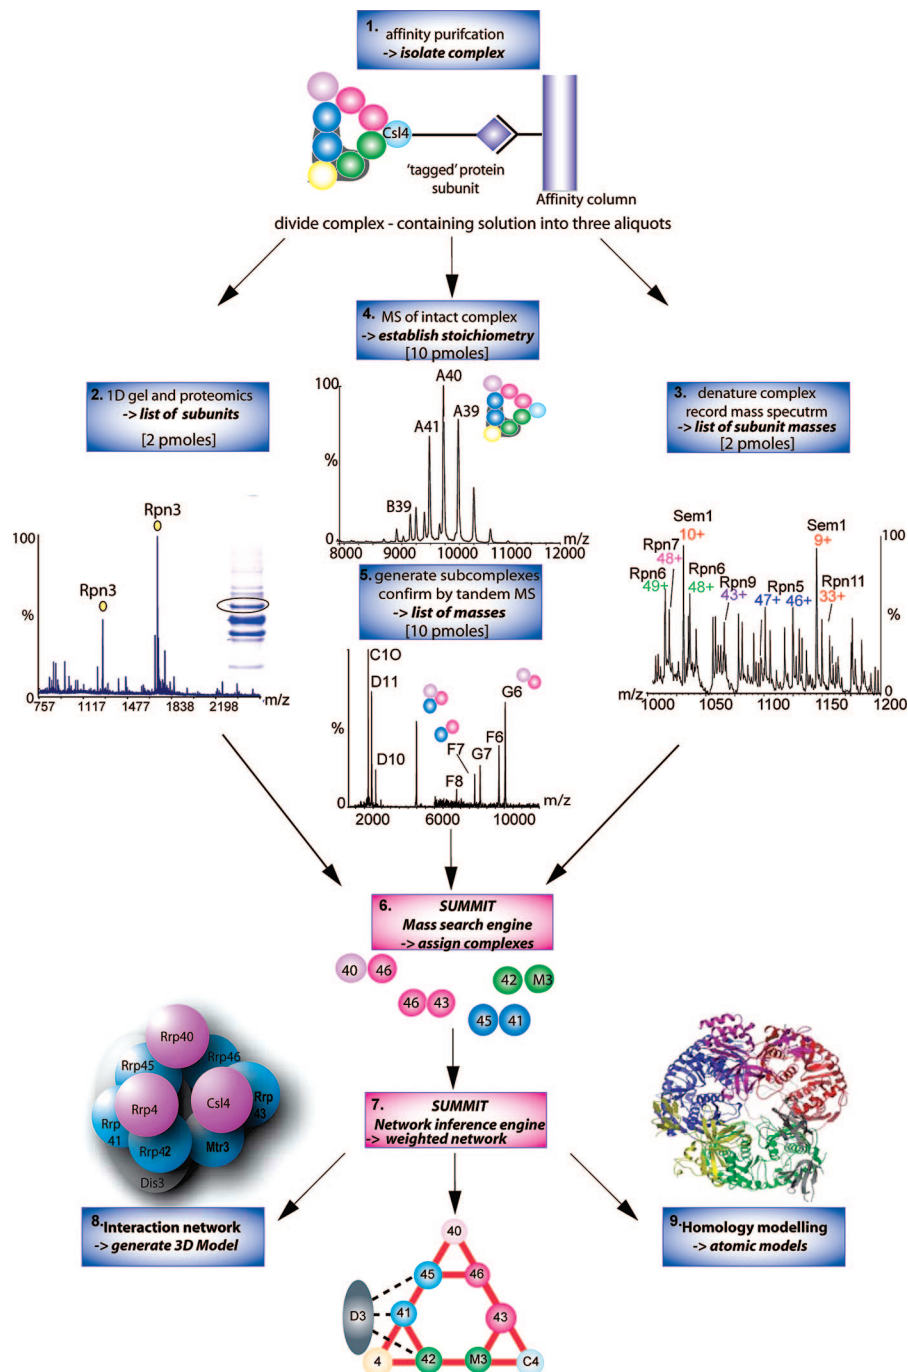 1. affinity purifcation
-> isolate complex
Csl4
'tagged' protein
subunit
Affinity column
divide complex - containing solution into three aliquots
4. MS of intact complex
-> establish stoichiometry
[10 pmoles]
2. 1D gel and proteomics
-> list of subunits
[2 pmoles]
3. denature complex
record mass specutrm
-> list of subunit masses
[2 pmoles]
100
%
A40
A39
A41
B39
8000 9000 10000 11000 12000
m/z
100
%
Rpn3
Rpn3
757 1117 1477 1838 2198
m/z
100
%
Sem1
10+
Sem1
9+
Rpn7
48+
Rpn6
49+
Rpn6
48+
Rpn9
43+
Rpn5
47+ 46+
Rpn11
33+
1000 1050 1100 1150 1200
m/z
5. generate subcomplexes
confirm by tandem MS
-> list of masses
[10 pmoles]
C10
D11
D10
%
G6
F6
F7
G7
F8
2000 6000 10000
m/z
6. SUMMIT
Mass search engine
-> assign complexes
40 46
42 M3
46 43
45 41
7. SUMMIT
Network inference engine
-> weighted network
Rrp40
Rrp45
Rrp46
Rrp4
Csl4
Rrp
43
Rrp
41
Rrp42
Mtr3
Dis3
8. Interaction network
-> generate 3D Model
9. Homology modelling
-> atomic models
40
45 46
D3
41
43
4 42 M3 C4